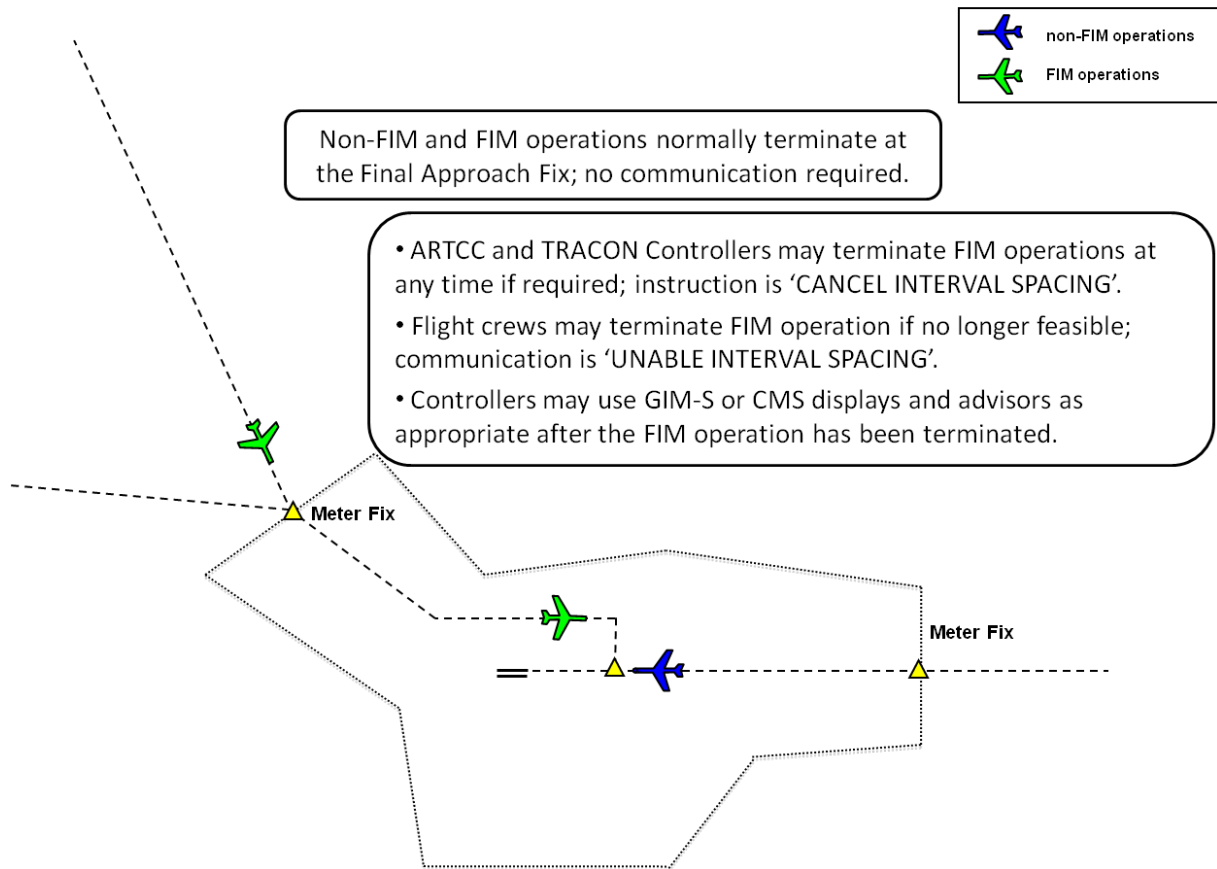 non-FIM operations
FIM operations
Non-FIM and FIM operations normally terminate at
the Final Approach Fix; no communication required.
• ARTCC and TRACON Controllers may terminate FIM operations at
any time if required; instruction is ‘CANCEL INTERVAL SPACING’.
• Flight crews may terminate FIM operation if no longer feasible;
communication is ‘UNABLE INTERVAL SPACING’.
• Controllers may use GIM-S or CMS displays and advisors as
appropriate after the FIM operation has been terminated.
Meter Fix
Meter Fix